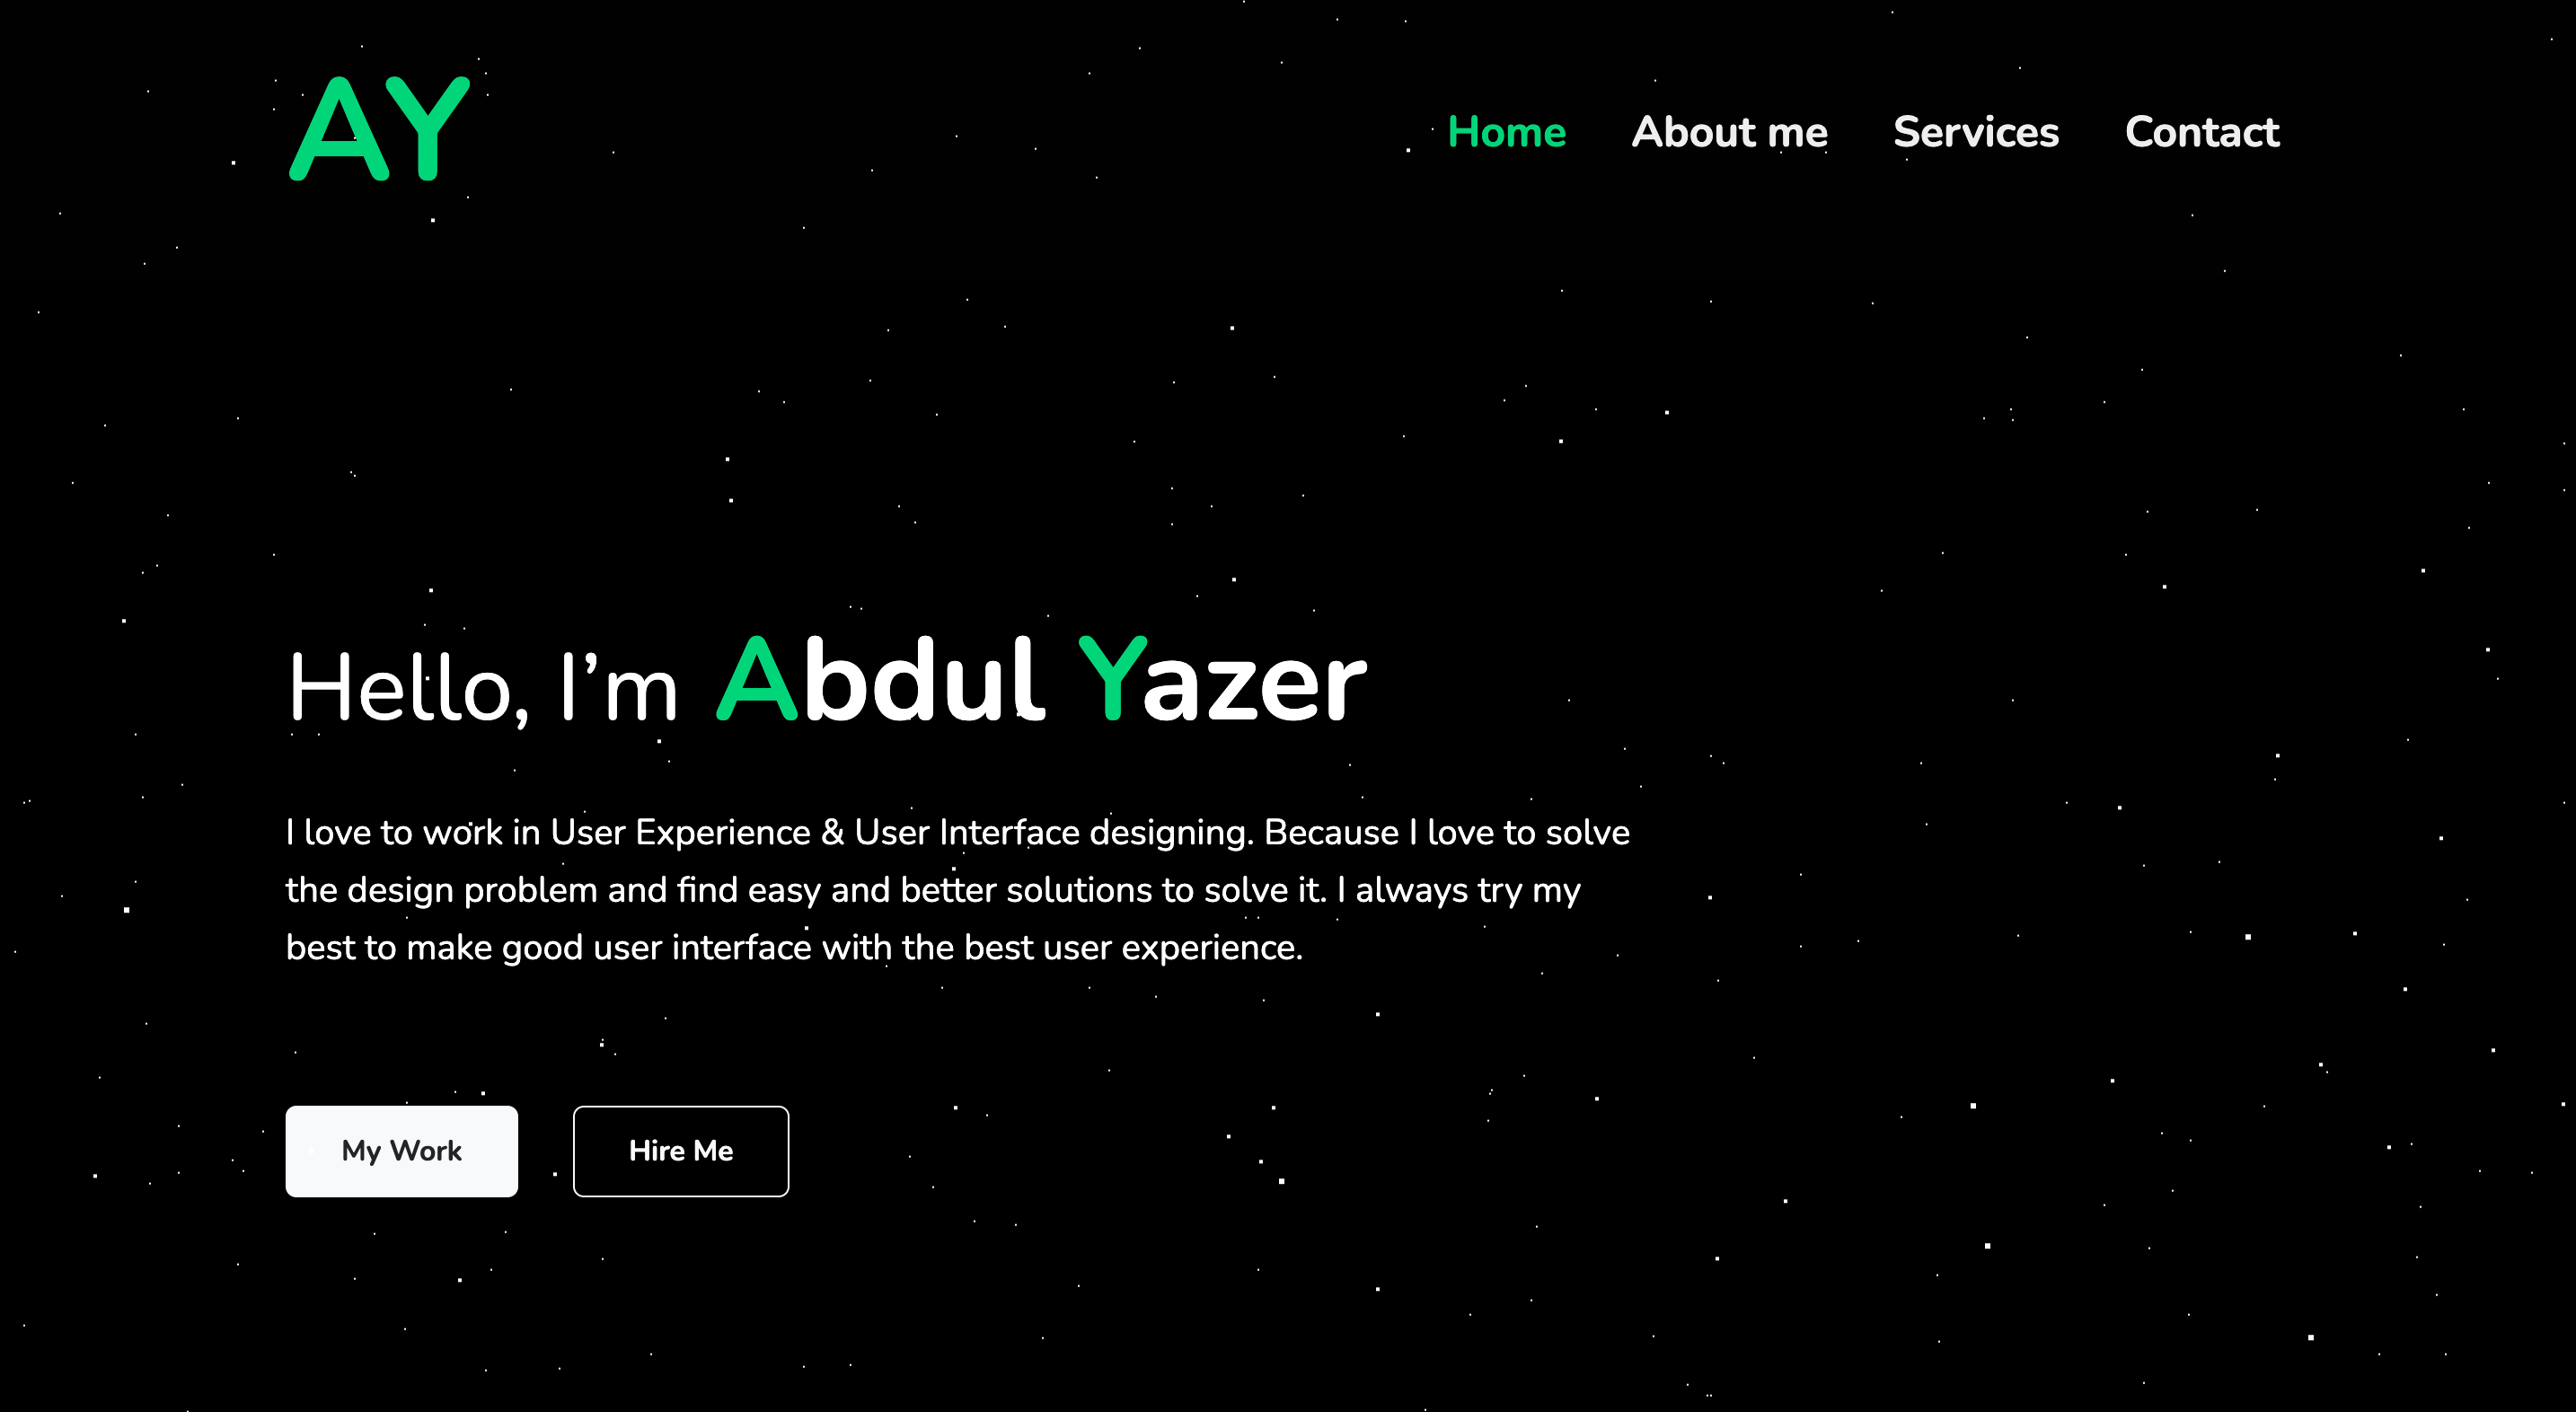 AY
Home About me Services Contact
Hello, I’m Abdul Yazer
I love to work in User Experience & User Interface designing. Because I love to solve
the design problem and find easy and better solutions to solve it. I always try my
best to make good user interface with the best user experience.
My Work Hire Me